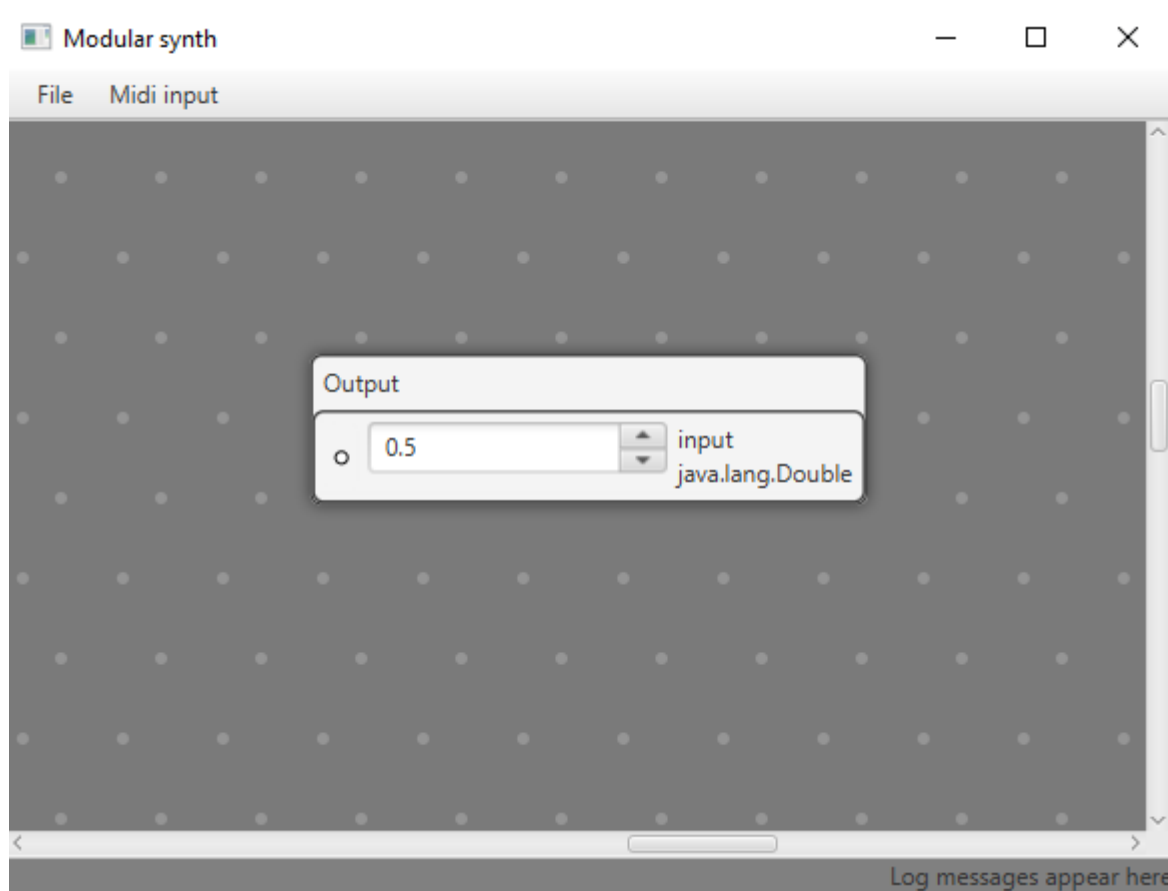 Modular synth
File Midi input
Output
0.5
input
java.lang.Double
Log messages appear here